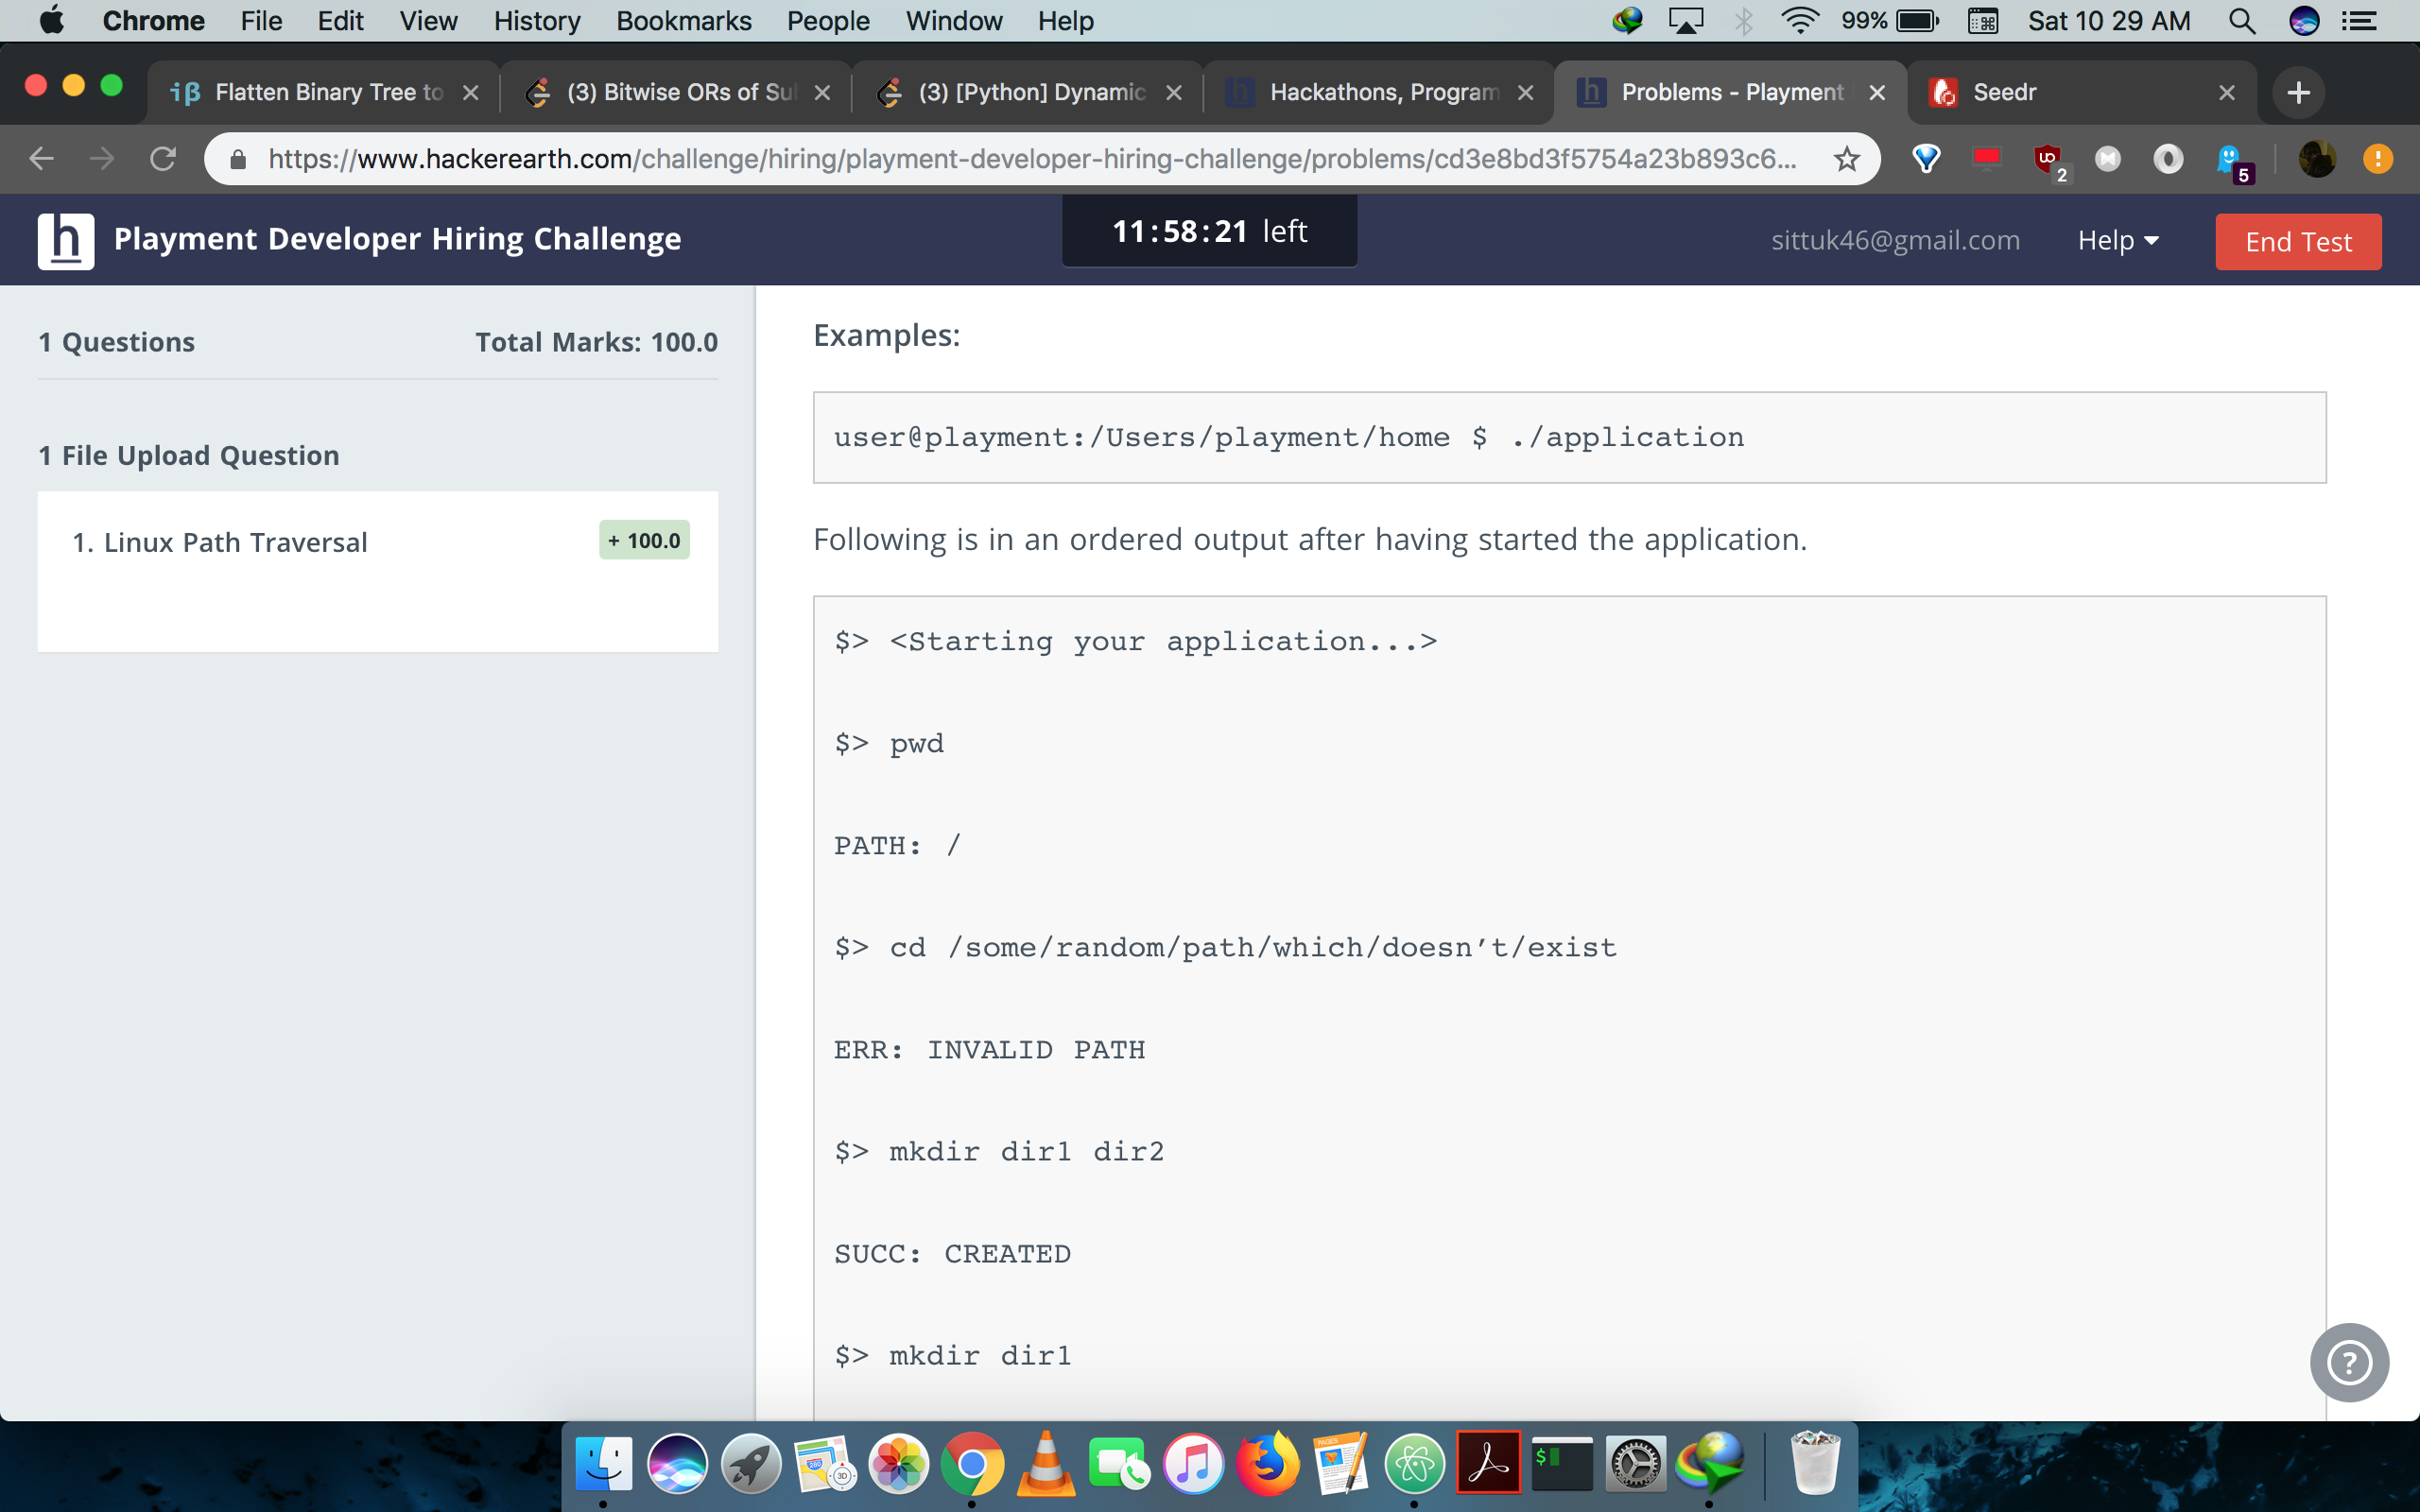 Chrome File Edit View History Bookmarks People Window Help 99% Sat 10 29 AM
iβ Flatten Binary Tree to (3) Bitwise ORs of Su (3) [Python] Dynamic Hackathons, Program Problems - Playment Seedr
https://www.hackerearth.com/challenge/hiring/playment-developer-hiring-challenge/problems/cd3e8bd3f5754a23b893c6... 2 5
h Playment Developer Hiring Challenge 11:58:21 left sittuk46@gmail.com Help End Test
1 Questions Total Marks: 100.0
1 File Upload Question
1. Linux Path Traversal + 100.0
Examples:
user@playment:/Users/playment/home $ ./application
Following is in an ordered output after having started the application.
$> <Starting your application...>
$> pwd
PATH: /
$> cd /some/random/path/which/doesn’t/exist
ERR: INVALID PATH
$> mkdir dir1 dir2
SUCC: CREATED
$> mkdir dir1
?